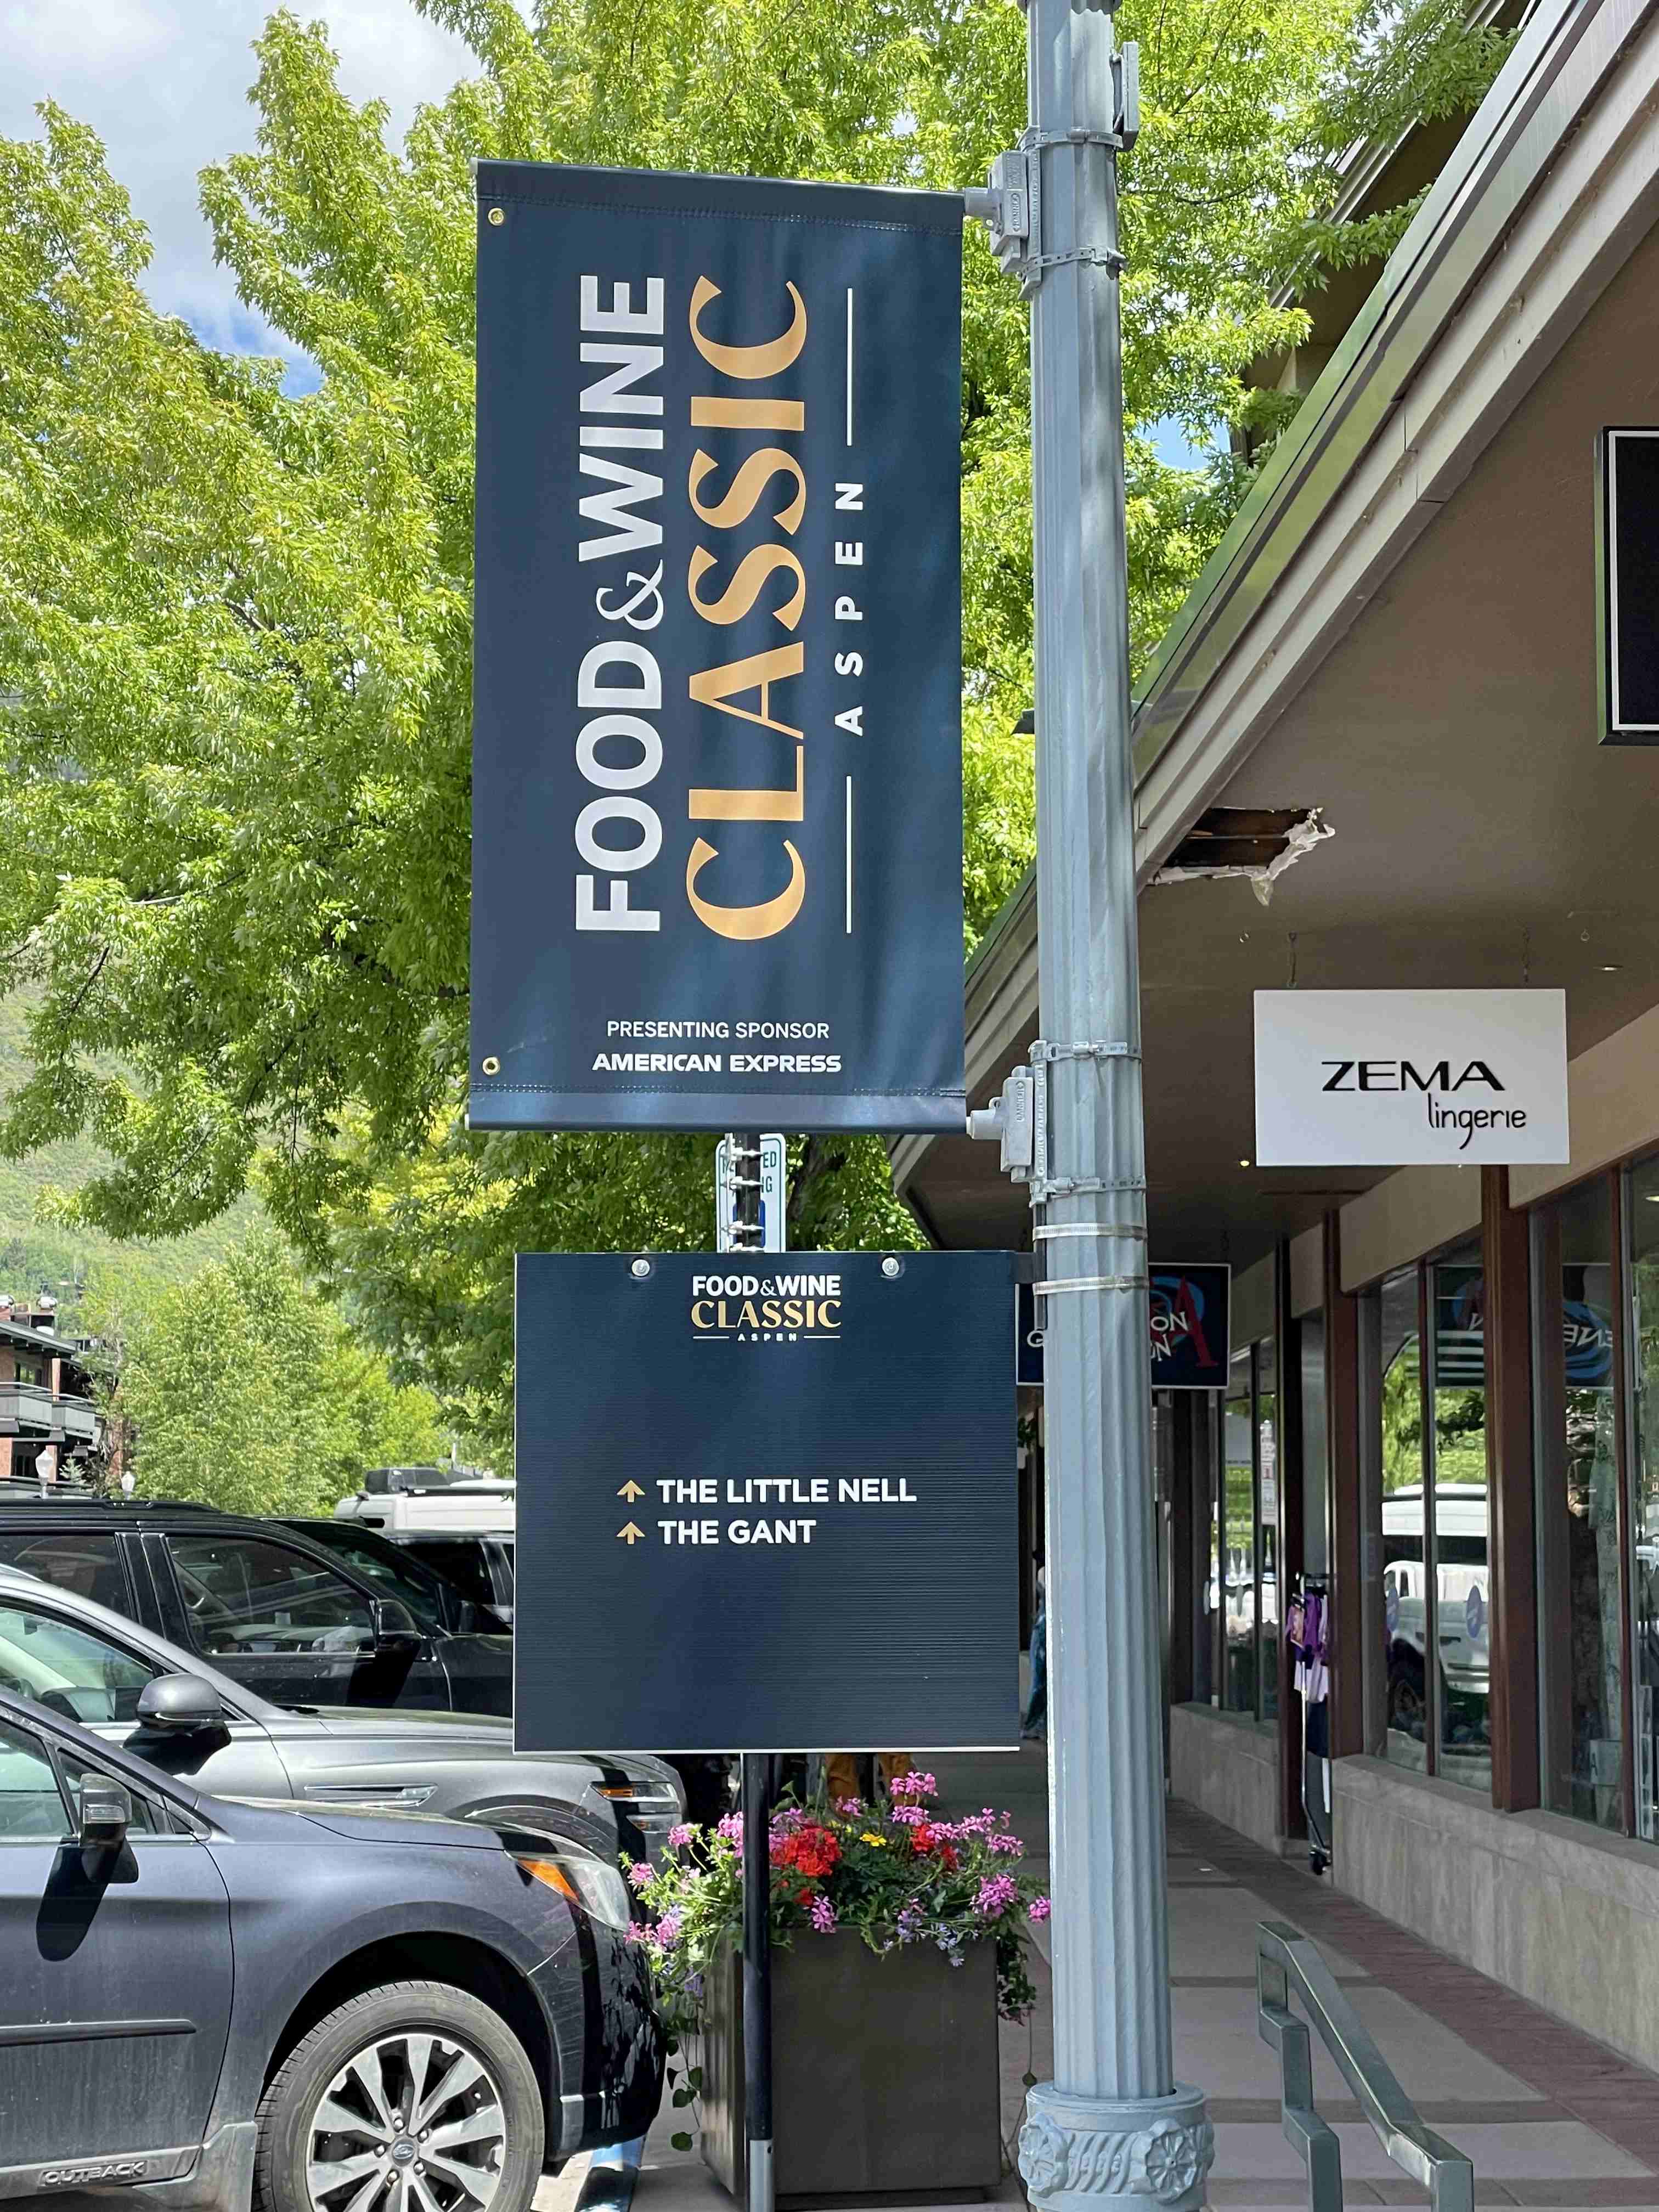 FOOD&WINE
CLASSIC
ASPEN
PRESENTING SPONSOR
AMERICAN EXPRESS
ZEMA
lingerie
FOOD&WINE
CLASSIC
ASPEN
THE LITTLE NELL
THE GANT
OUTBACK